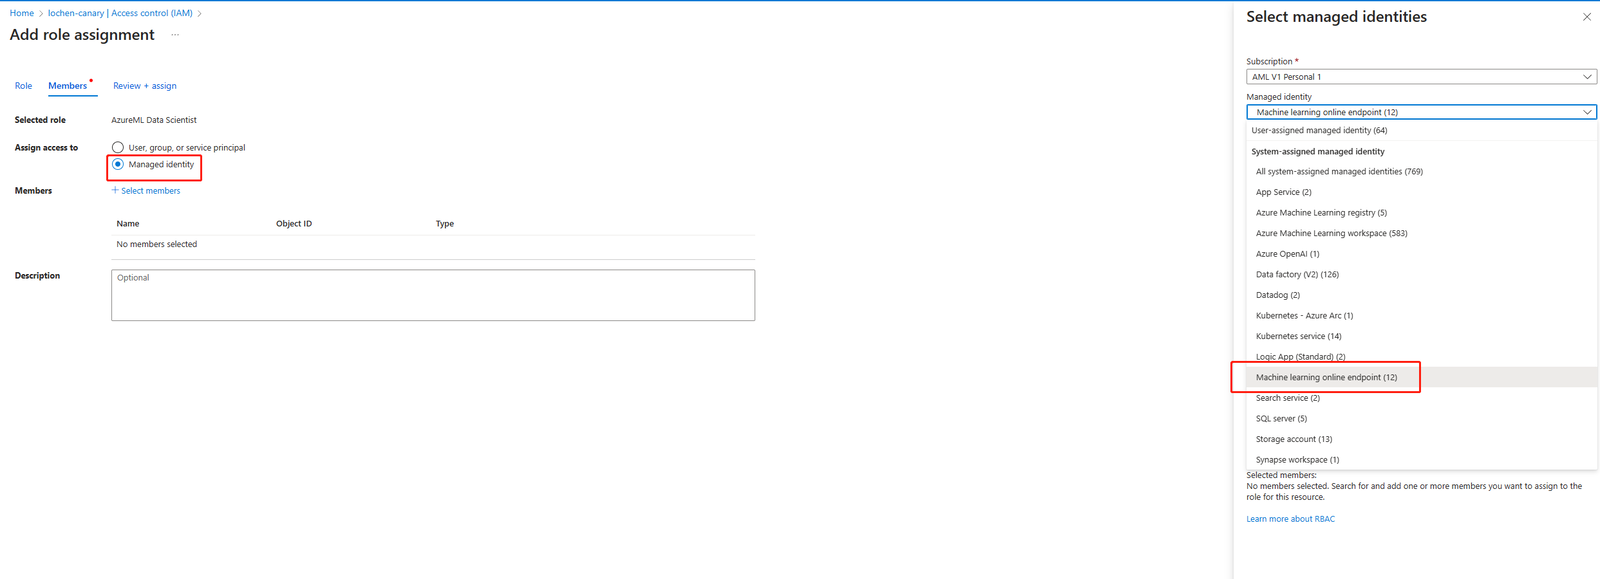 Home > lochen-canary | Access control (IAM) >
Add role assignment ...
Role Members Review + assign
Selected role AzureML Data Scientist
Assign access to User, group, or service principal
Managed identity
Members + Select members
Name Object ID Type
No members selected
Description Optional
Select managed identities
Subscription *
AML V1 Personal 1
Managed identity
Machine learning online endpoint (12)
User-assigned managed identity (64)
System-assigned managed identity
All system-assigned managed identities (769)
App Service (2)
Azure Machine Learning registry (5)
Azure Machine Learning workspace (583)
Azure OpenAI (1)
Data factory (V2) (126)
Datadog (2)
Kubernetes - Azure Arc (1)
Kubernetes service (14)
Logic App (Standard) (2)
Machine learning online endpoint (12)
Search service (2)
SQL server (5)
Storage account (13)
Synapse workspace (1)
Selected members:
No members selected. Search for and add one or more members you want to assign to the
role for this resource.
Learn more about RBAC